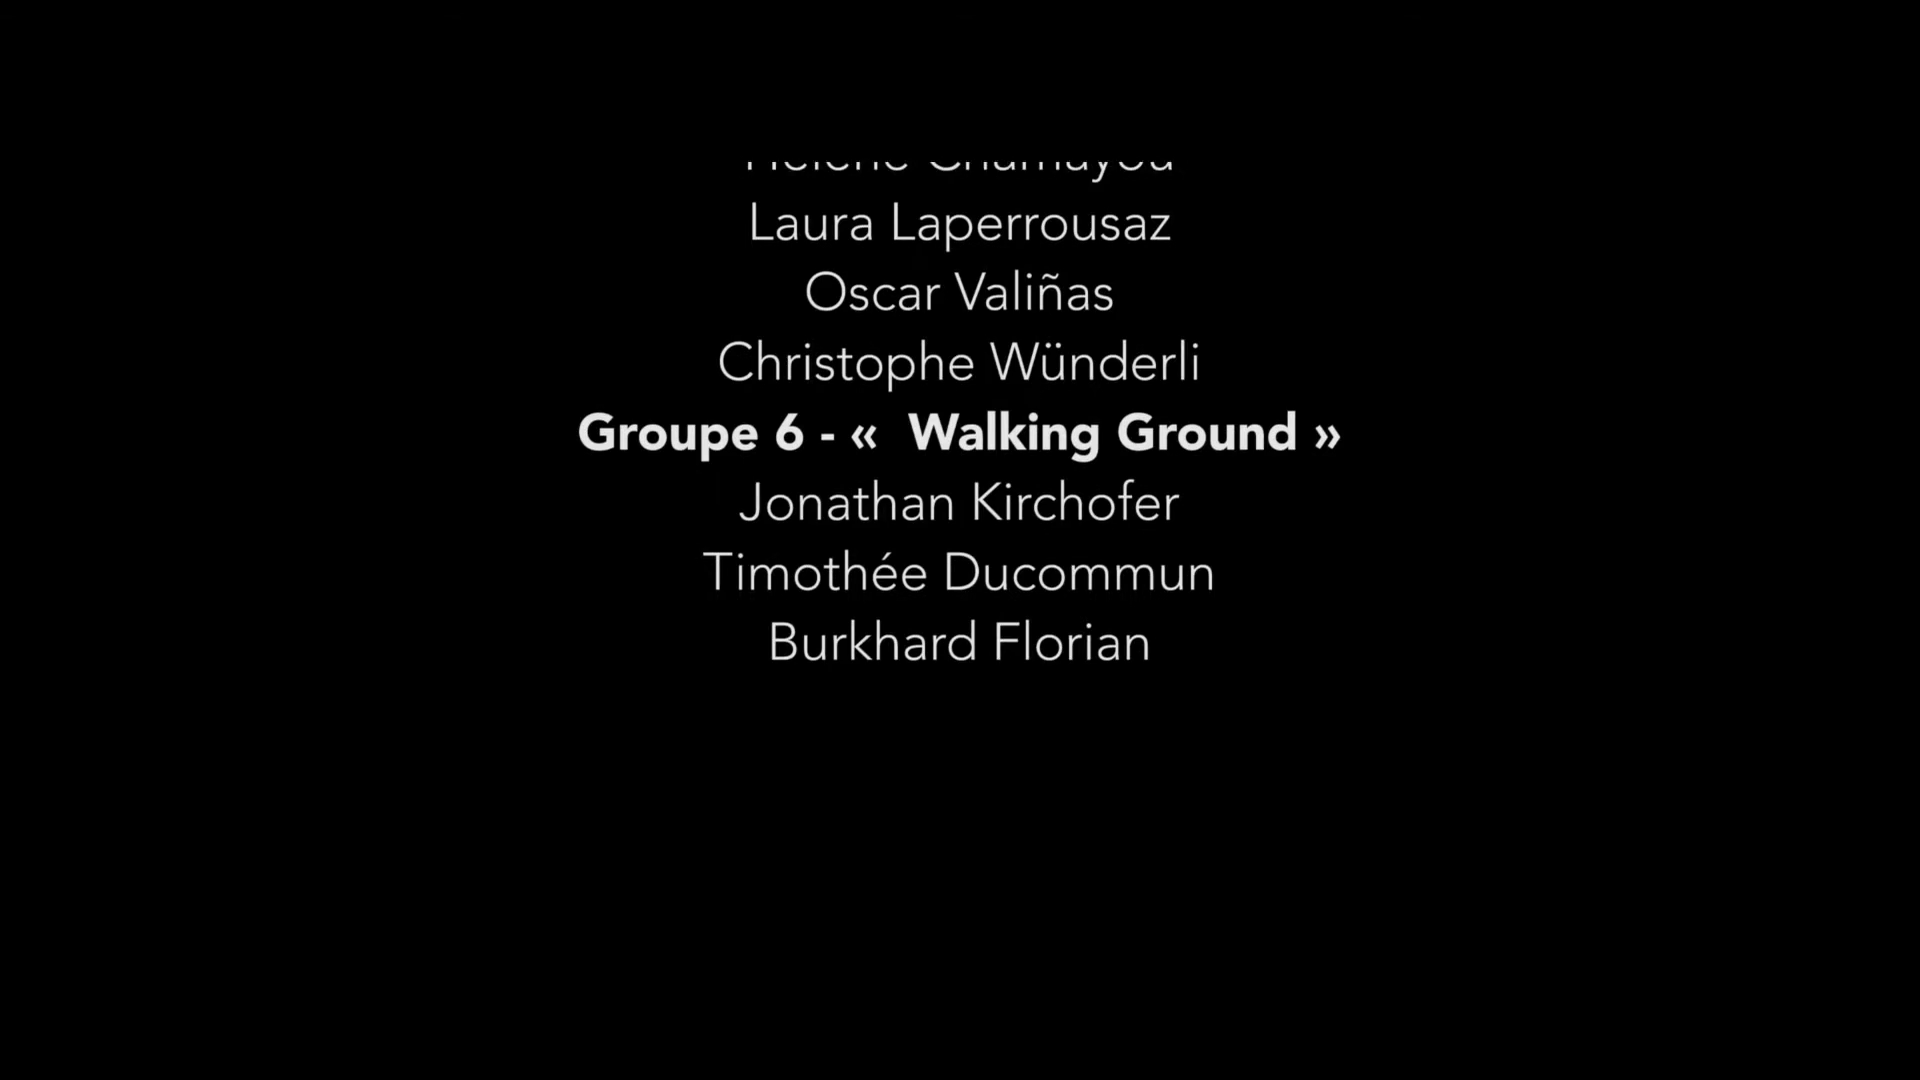 Laura Laperrousaz
Oscar Valiñas
Christophe Wünderli
Groupe 6 - «  Walking Ground »
Jonathan Kirchofer
Timothée Ducommun
Burkhard Florian